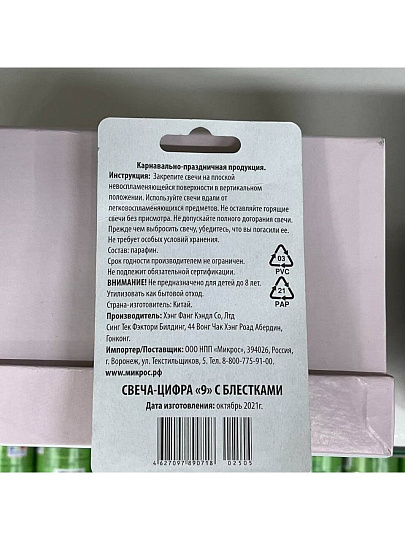 Карнавально-праздничная продукция.
Инструкция: Закрепите свечи на плоской
невоспламеняющейся поверхности в вертикальном
положении. Используйте свечи вдали от
легковоспламеняющихся предметов. Не оставляйте горящие
свечи без присмотра. Не допускайте полного догорания свечи.
Прежде чем выбросить свечу, убедитесь, что вы погасили ее.
Не требует особых условий хранения.
Состав: парафин.
Срок годности производителем не ограничен.
Не подлежит обязательной сертификации.
ВНИМАНИЕ! Не предназначено для детей до 8 лет.
Утилизовать как бытовой отход.
Страна-изготовитель: Китай.
03
PVC
21
PAP
Производитель: Хэнг Фанг Кэндл Со, Лтд
Синг Тек Фэктори Билдинг, 44 Вонг Чак Хэнг Роад Абердин,
Гонконг.
Импортер/Поставщик: ООО НПП «Микрос», 394026, Россия,
г. Воронеж, ул. Текстильщиков, 5. Тел. 8-800-775-91-00.
www.микрос.рф
СВЕЧА-ЦИФРА «9» С БЛЕСТКАМИ
Дата изготовления: октябрь 2021г.
4 627097 890718 02505